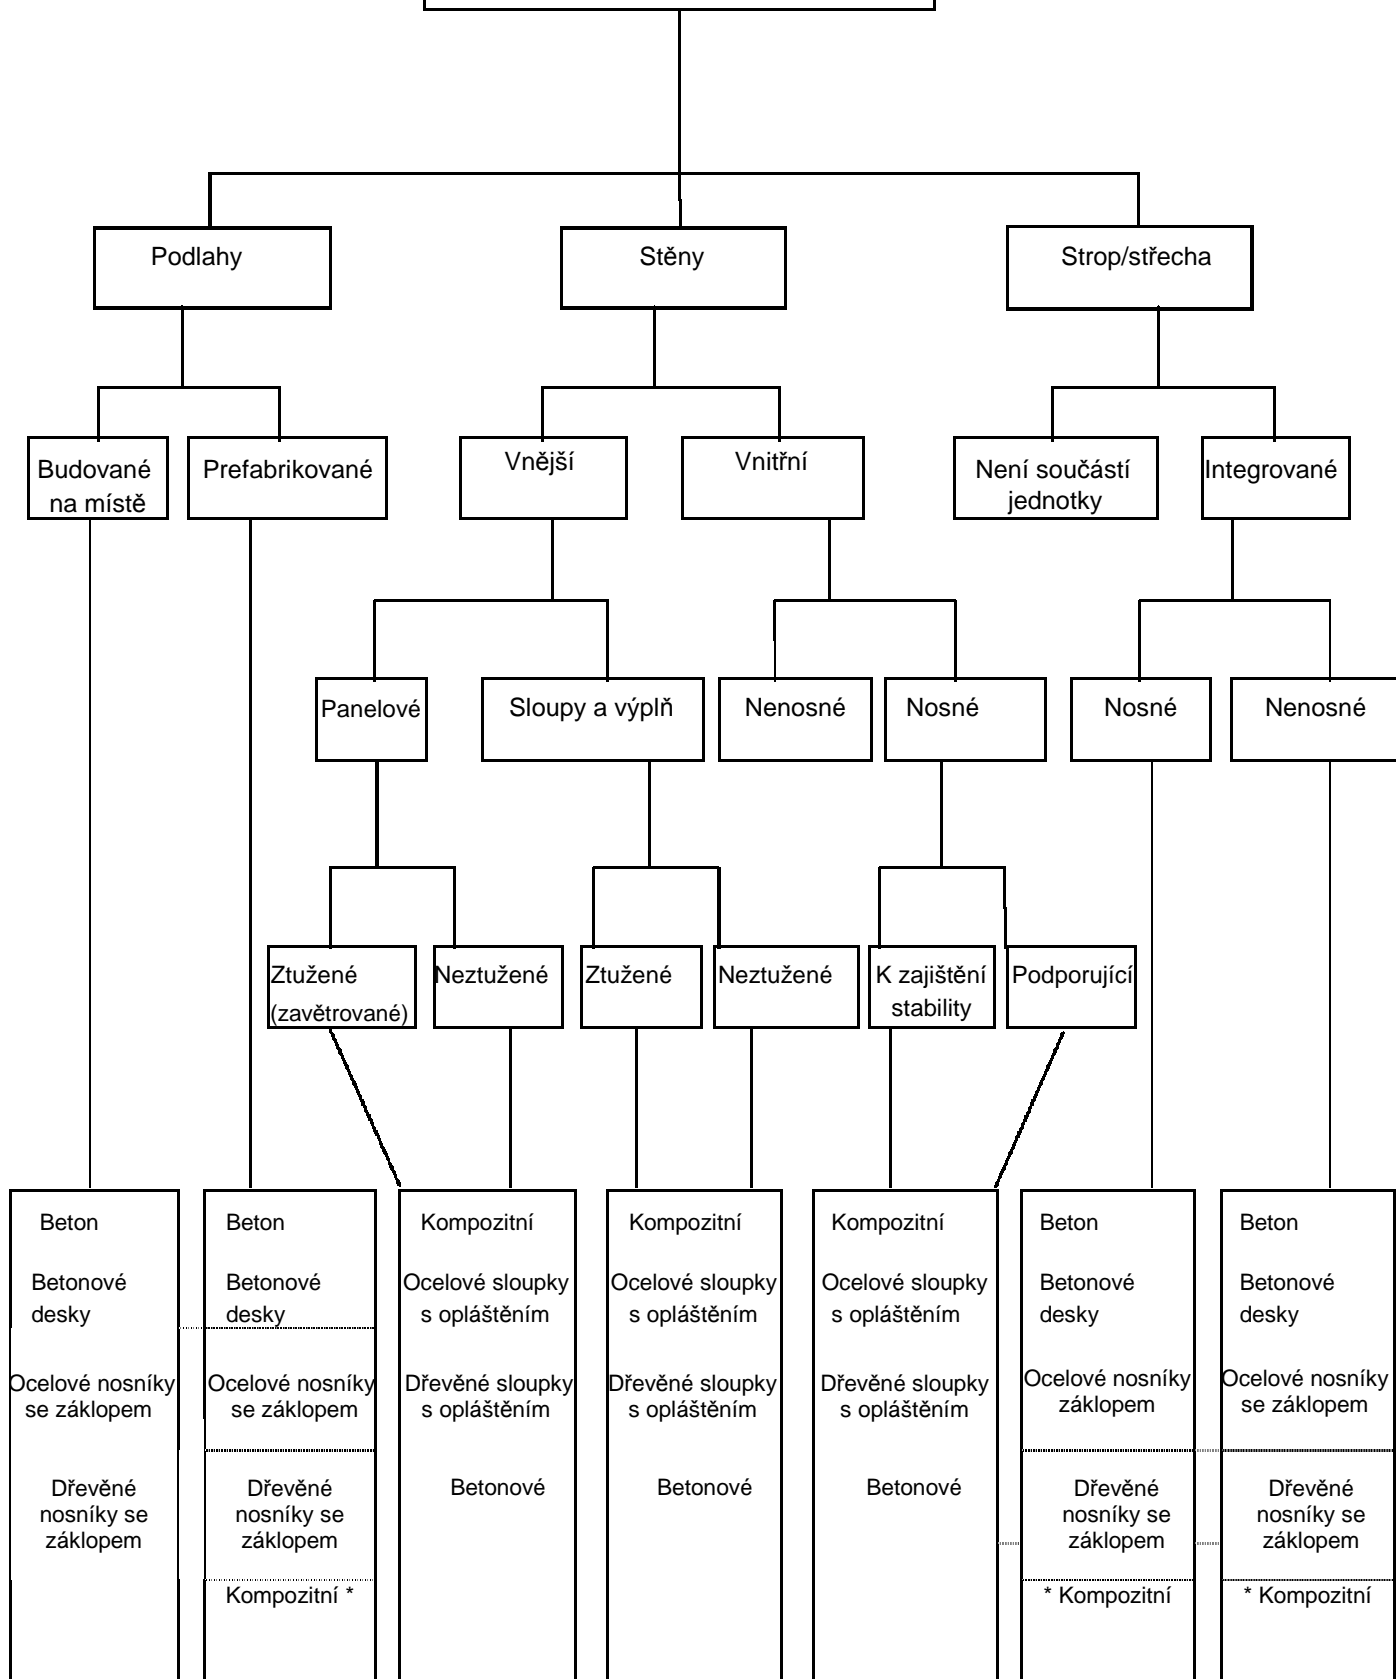 Podlahy
Stěny
Strop/střecha
Budované
na místě
Prefabrikované
Vnější
Vnitřní
Není součástí
jednotky
Integrované
Panelové
Sloupy a výplň
Nenosné
Nosné
Nosné
Nenosné
Ztužené
(zavětrované)
Neztužené
Ztužené
Neztužené
K zajištění
stability
Podporující
Beton
Betonové
desky
Ocelové nosníky
se záklopem
Dřevěné
nosníky se
záklopem
Beton
Betonové
desky
Ocelové nosníky
se záklopem
Dřevěné
nosníky se
záklopem
Kompozitní *
Kompozitní
Ocelové sloupky
s opláštěním
Dřevěné sloupky
s opláštěním
Betonové
Kompozitní
Ocelové sloupky
s opláštěním
Dřevěné sloupky
s opláštěním
Betonové
Kompozitní
Ocelové sloupky
s opláštěním
Dřevěné sloupky
s opláštěním
Betonové
Beton
Betonové
desky
Ocelové nosníky
záklopem
Dřevěné
nosníky se
záklopem
* Kompozitní
Beton
Betonové
desky
Ocelové nosníky
se záklopem
Dřevěné
nosníky se
záklopem
* Kompozitní